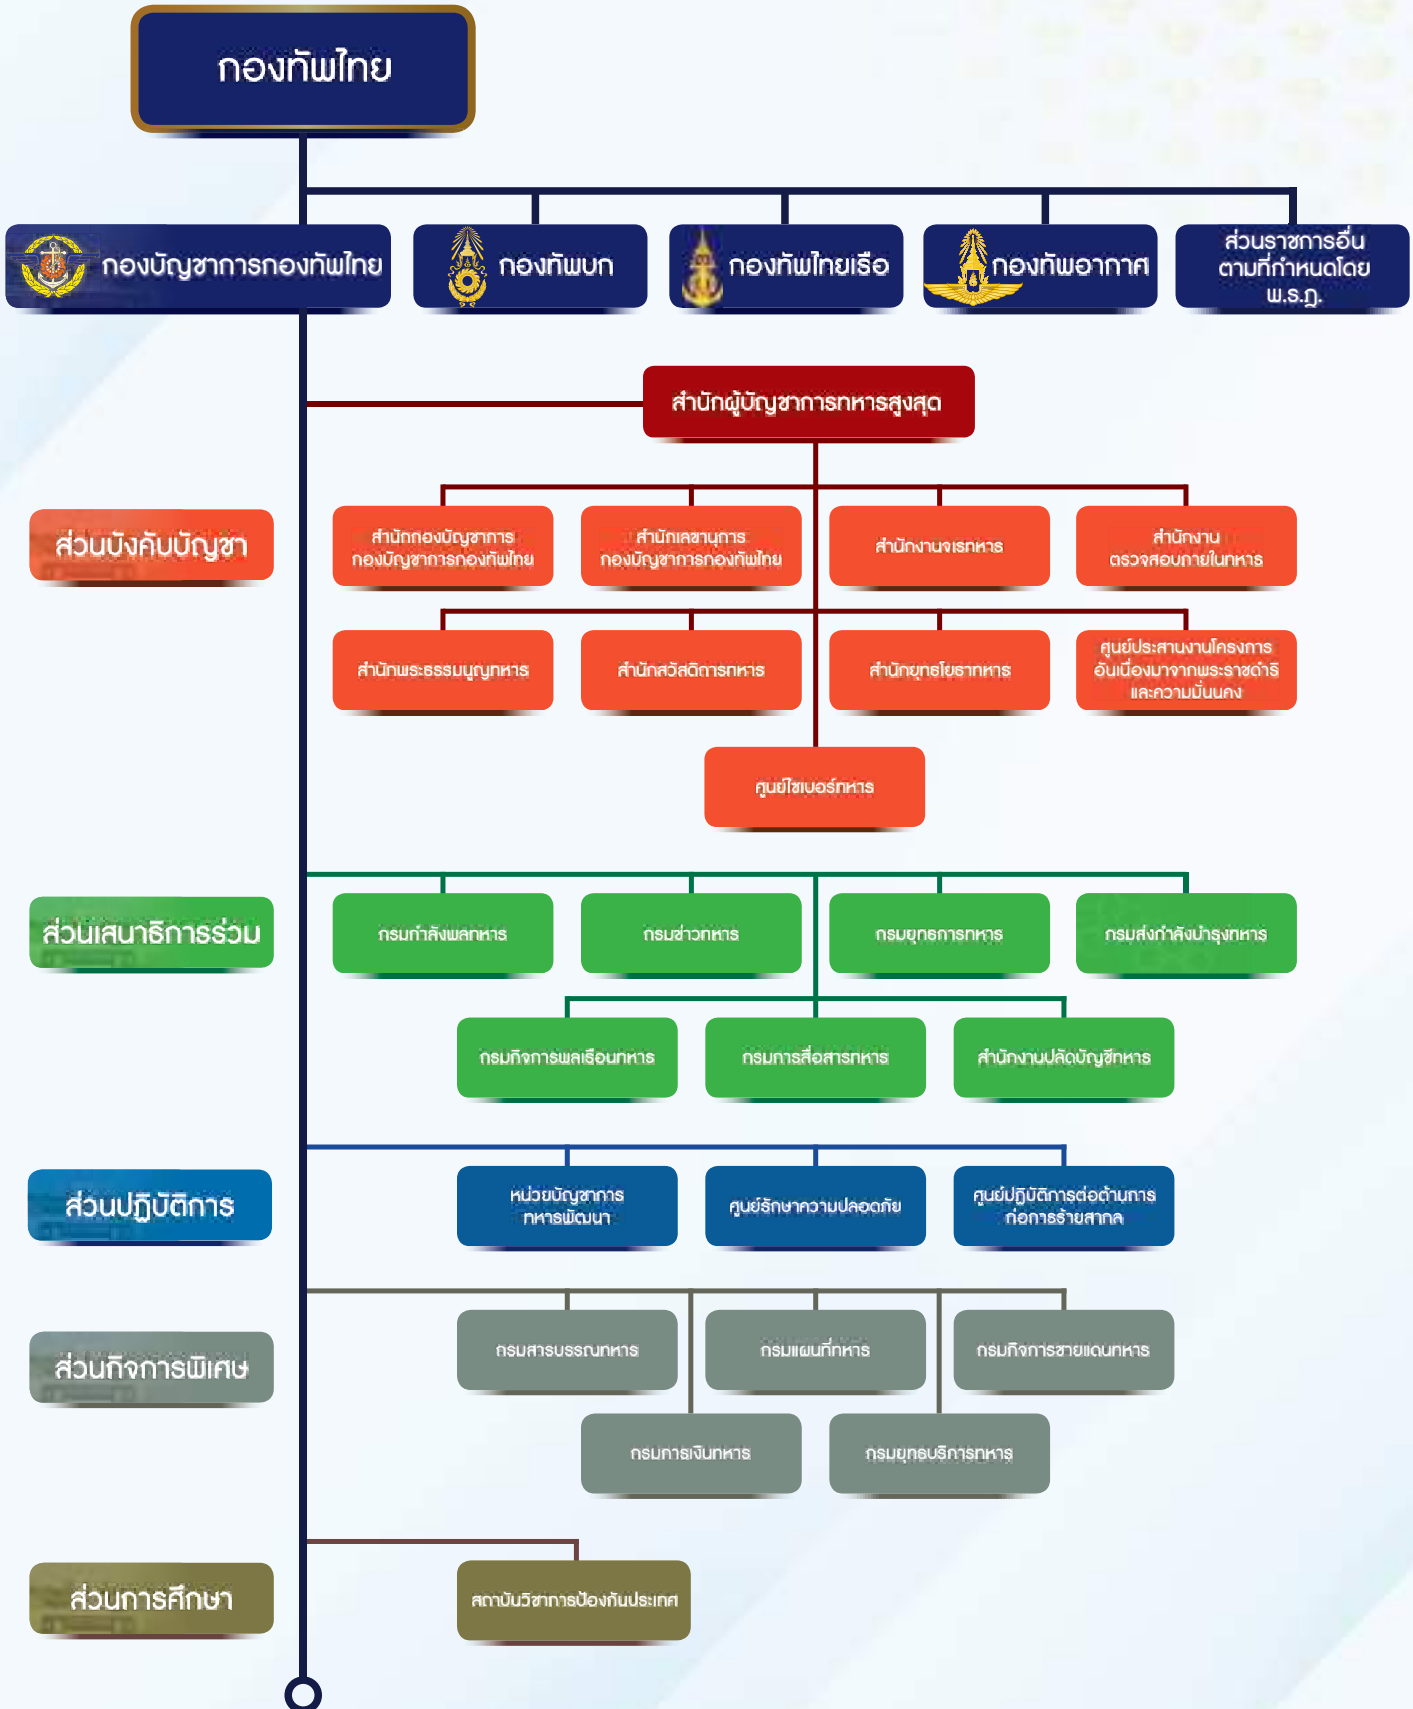 กองทัพไทย
กองบัญชาการกองทัพไทย
กองทัพบก
กองทัพไทยเรือ
กองทัพอากาศ
ส่วนราชการอื่น
ตามที่กำหนดโดย
พ.ร.ฎ.
สำนักผู้บัญชาการทหารสูงสุด
ส่วนบังคับบัญชา
สำนักกองบัญชาการ
กองบัญชาการกองทัพไทย
สำนักเลขานุการ
กองบัญชาการกองทัพไทย
สำนักงานจเรทหาร
สำนักงาน
ตรวจสอบภายในทหาร
สำนักพระธรรมนูญทหาร
สำนักสวัสดิการทหาร
สำนักยุทธโยธาทหาร
ศูนย์ประสานงานโครงการ
อันเนื่องมาจากพระราชดำริ
และความมั่นนคง
ศูนย์ไซเบอร์ทหาร
ส่วนเสนาธิการร่วม
กรมกำลังพลทหาร
กรมข่าวทหาร
กรมยุทธการทหาร
กรมส่งกำลังบำรุงทหาร
กรมกิจการพลเรือนทหาร
กรมการสื่อสารทหาร
สำนักงานปลัดบัญชีทหาร
ส่วนปฏิบัติการ
หน่วยบัญชาการ
ทหารพัฒนา
ศูนย์รักษาความปลอดภัย
ศูนย์ปฏิบัติการต่อต้านการ
ก่อการร้ายสากล
ส่วนกิจการพิเศษ
กรมสารบรรณทหาร
กรมแผนที่ทหาร
กรมกิจการชายแดนทหาร
กรมการเงินทหาร
กรมยุทธบริการทหาร
ส่วนการศึกษา
สถาบันวิชาการป้องกันประเทศ